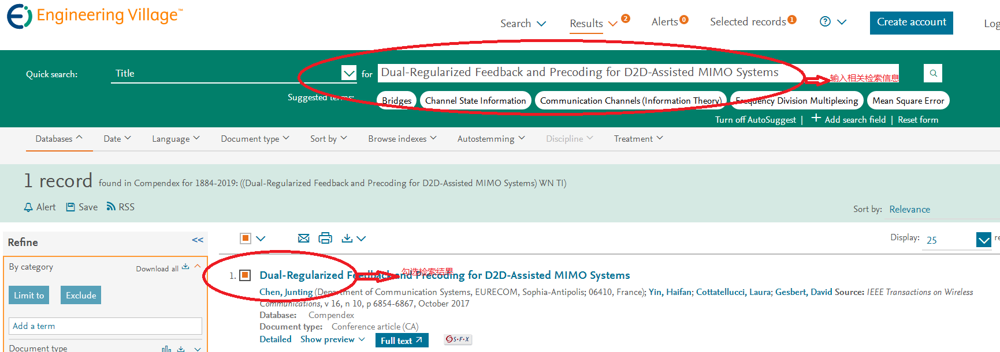 Engineering Village™
Search Results 2 Alerts 0 Selected records 1 ? Create account Log
Quick search: Title for Dual-Regularized Feedback and Precoding for D2D-Assisted MIMO Systems 输入相关检索信息
Suggested terms: Bridges Channel State Information Communication Channels (Information Theory) Frequency Division Multiplexing Mean Square Error
Turn off AutoSuggest | + Add search field | Reset form
Databases Date Language Document type Sort by Browse indexes Autostemming Discipline Treatment
1 record found in Compendex for 1884-2019: ((Dual-Regularized Feedback and Precoding for D2D-Assisted MIMO Systems) WN TI)
Alert Save RSS
Sort by: Relevance
Refine <<
Display: 25 re
By category Download all
Limit to Exclude
Add a term
Document type
勾选检索结果
1. Dual-Regularized Feedback and Precoding for D2D-Assisted MIMO Systems
Chen, Junting (Department of Communication Systems, EURECOM, Sophia-Antipolis; 06410, France); Yin, Haifan; Cottatellucci, Laura; Gesbert, David Source: IEEE Transactions on Wireless
Communications, v 16, n 10, p 6854-6867, October 2017
Database: Compendex
Document type: Conference article (CA)
Detailed Show preview Full text S·F·X